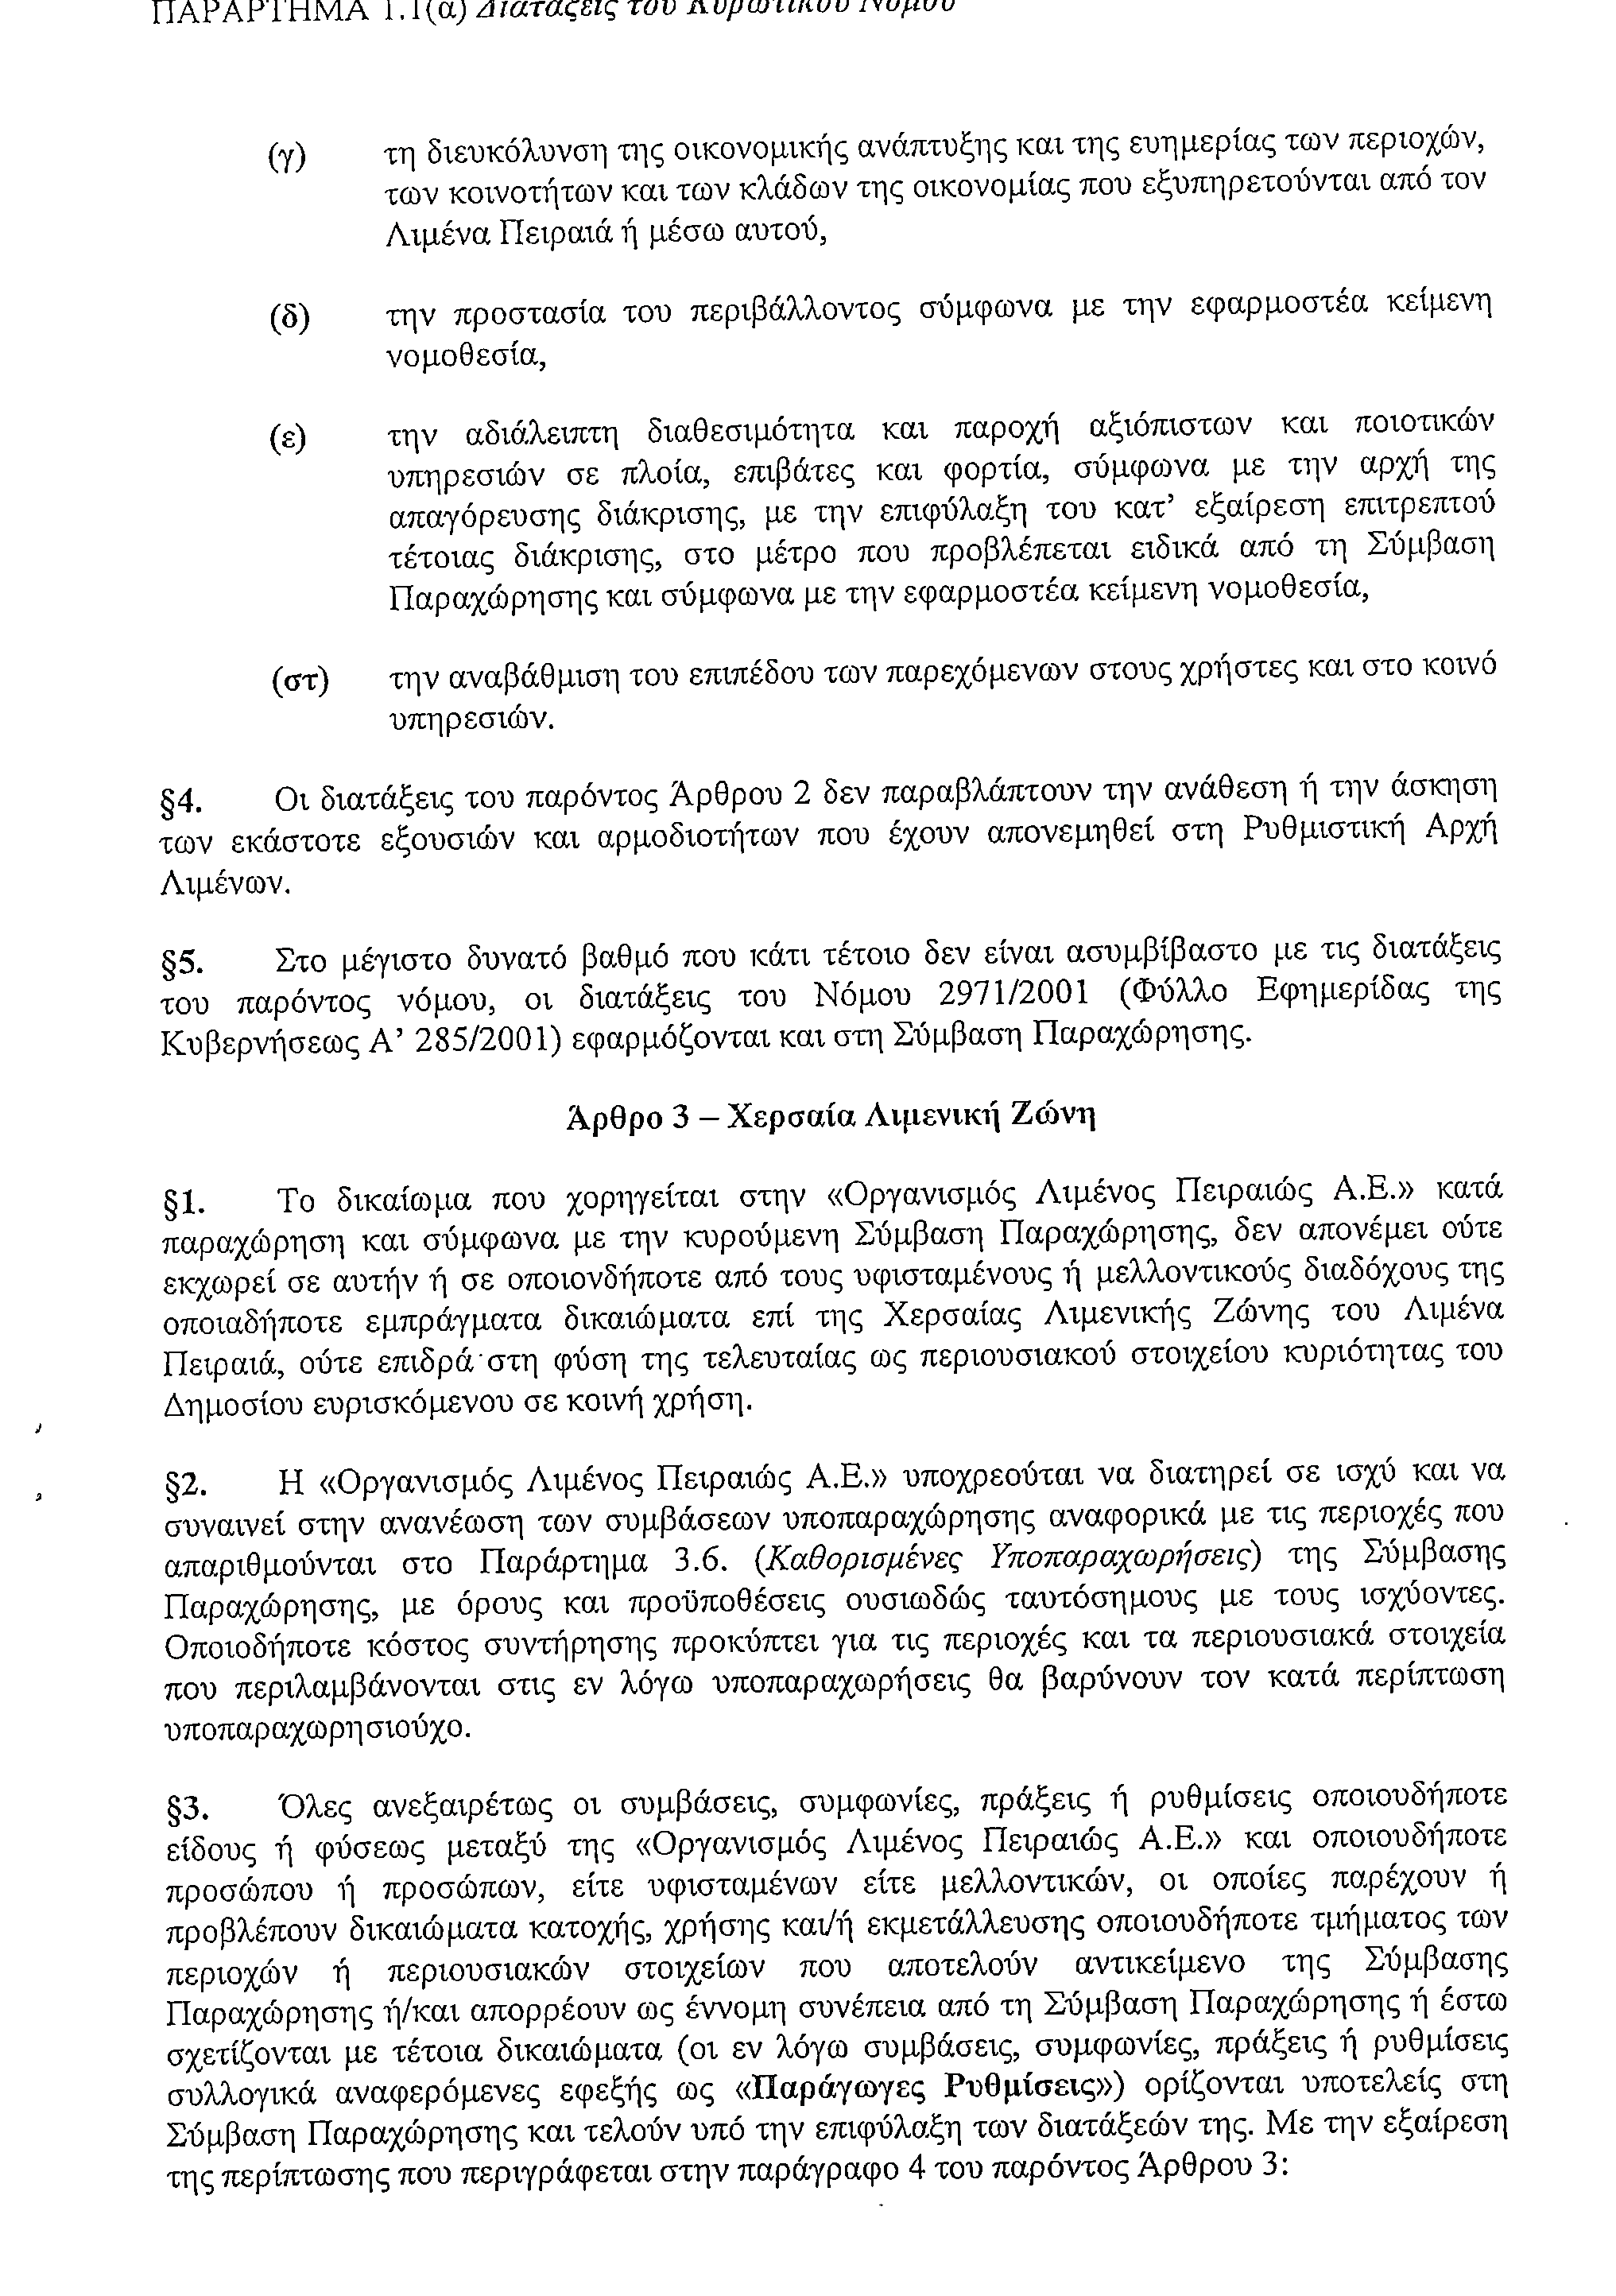 ΠΑΡΑΡΤΗΜΑ 1.1(α) Διατάξεις του Κυρωτικού Νόμου
(γ) τη διευκόλυνση της οικονομικής ανάπτυξης και της ευημερίας των περιοχών,
των κοινοτήτων και των κλάδων της οικονομίας που εξυπηρετούνται από τον
Λιμένα Πειραιά ή μέσω αυτού,
(δ) την προστασία του περιβάλλοντος σύμφωνα με την εφαρμοστέα κείμενη
νομοθεσία,
(ε) την αδιάλειπτη διαθεσιμότητα και παροχή αξιόπιστων και ποιοτικών
υπηρεσιών σε πλοία, επιβάτες και φορτία, σύμφωνα με την αρχή της
απαγόρευσης διάκρισης, με την επιφύλαξη του κατ’ εξαίρεση επιτρεπτού
τέτοιας διάκρισης, στο μέτρο που προβλέπεται ειδικά από τη Σύμβαση
Παραχώρησης και σύμφωνα με την εφαρμοστέα κείμενη νομοθεσία,
(στ) την αναβάθμιση του επιπέδου των παρεχόμενων στους χρήστες και στο κοινό
υπηρεσιών.
§4. Οι διατάξεις του παρόντος Άρθρου 2 δεν παραβλάπτουν την ανάθεση ή την άσκηση
των εκάστοτε εξουσιών και αρμοδιοτήτων που έχουν απονεμηθεί στη Ρυθμιστική Αρχή
Λιμένων.
§5. Στο μέγιστο δυνατό βαθμό που κάτι τέτοιο δεν είναι ασυμβίβαστο με τις διατάξεις
του παρόντος νόμου, οι διατάξεις του Νόμου 2971/2001 (Φύλλο Εφημερίδας της
Κυβερνήσεως Α’ 285/2001) εφαρμόζονται και στη Σύμβαση Παραχώρησης.
Άρθρο 3 – Χερσαία Λιμενική Ζώνη
§1. Το δικαίωμα που χορηγείται στην «Οργανισμός Λιμένος Πειραιώς Α.Ε.» κατά
παραχώρηση και σύμφωνα με την κυρούμενη Σύμβαση Παραχώρησης, δεν απονέμει ούτε
εκχωρεί σε αυτήν ή σε οποιονδήποτε από τους υφισταμένους ή μελλοντικούς διαδόχους της
οποιαδήποτε εμπράγματα δικαιώματα επί της Χερσαίας Λιμενικής Ζώνης του Λιμένα
Πειραιά, ούτε επιδρά στη φύση της τελευταίας ως περιουσιακού στοιχείου κυριότητας του
Δημοσίου ευρισκόμενου σε κοινή χρήση.
§2. Η «Οργανισμός Λιμένος Πειραιώς Α.Ε.» υποχρεούται να διατηρεί σε ισχύ και να
συναινεί στην ανανέωση των συμβάσεων υποπαραχώρησης αναφορικά με τις περιοχές που
απαριθμούνται στο Παράρτημα 3.6. (Καθορισμένες Υποπαραχωρήσεις) της Σύμβασης
Παραχώρησης, με όρους και προϋποθέσεις ουσιωδώς ταυτόσημους με τους ισχύοντες.
Οποιοδήποτε κόστος συντήρησης προκύπτει για τις περιοχές και τα περιουσιακά στοιχεία
που περιλαμβάνονται στις εν λόγω υποπαραχωρήσεις θα βαρύνουν τον κατά περίπτωση
υποπαραχωρησιούχο.
§3. Όλες ανεξαιρέτως οι συμβάσεις, συμφωνίες, πράξεις ή ρυθμίσεις οποιουδήποτε
είδους ή φύσεως μεταξύ της «Οργανισμός Λιμένος Πειραιώς Α.Ε.» και οποιουδήποτε
προσώπου ή προσώπων, είτε υφισταμένων είτε μελλοντικών, οι οποίες παρέχουν ή
προβλέπουν δικαιώματα κατοχής, χρήσης και/ή εκμετάλλευσης οποιουδήποτε τμήματος των
περιοχών ή περιουσιακών στοιχείων που αποτελούν αντικείμενο της Σύμβασης
Παραχώρησης ή/και απορρέουν ως έννομη συνέπεια από τη Σύμβαση Παραχώρησης ή έστω
σχετίζονται με τέτοια δικαιώματα (οι εν λόγω συμβάσεις, συμφωνίες, πράξεις ή ρυθμίσεις
συλλογικά αναφερόμενες εφεξής ως «Παράγωγες Ρυθμίσεις») ορίζονται υποτελείς στη
Σύμβαση Παραχώρησης και τελούν υπό την επιφύλαξη των διατάξεών της. Με την εξαίρεση
της περίπτωσης που περιγράφεται στην παράγραφο 4 του παρόντος Άρθρου 3: